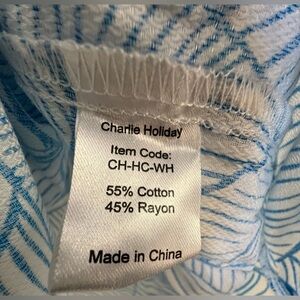 Charlie Holiday
Item Code:
CH-HC-WH
55% Cotton
45% Rayon
Made in China